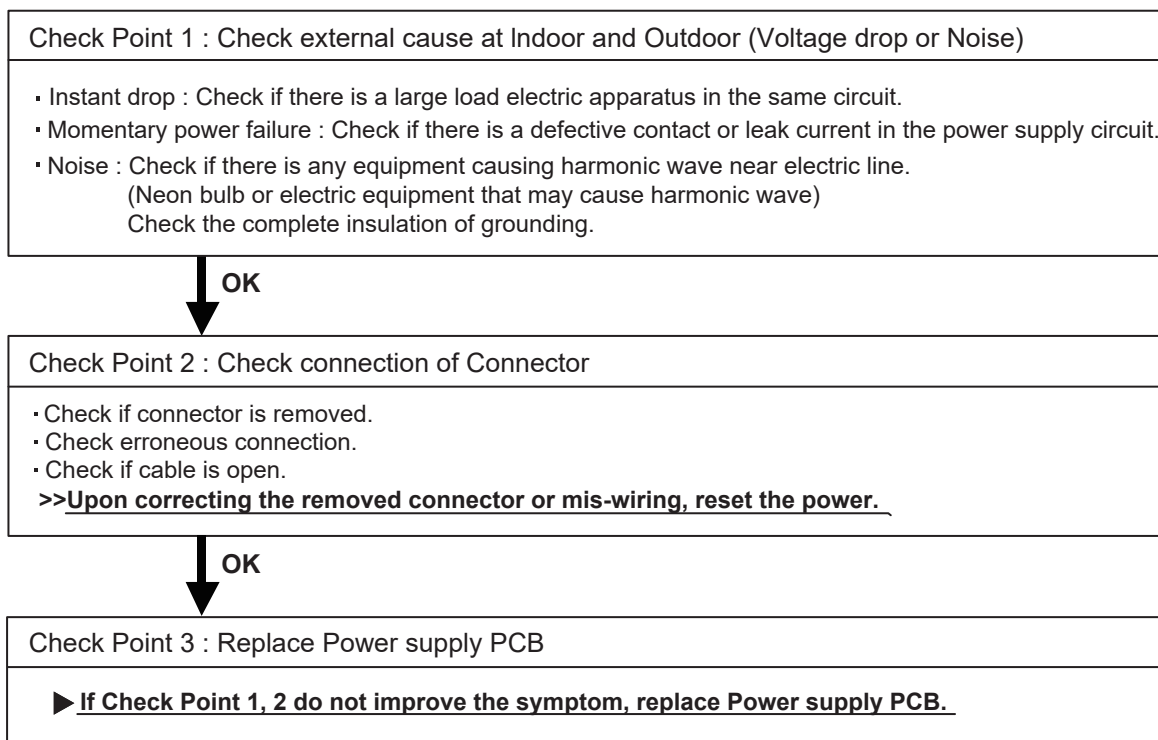 Check Point 1 : Check external cause at Indoor and Outdoor (Voltage drop or Noise)
▪ Instant drop : Check if there is a large load electric apparatus in the same circuit.
▪ Momentary power failure : Check if there is a defective contact or leak current in the power supply circuit.
▪ Noise : Check if there is any equipment causing harmonic wave near electric line.
(Neon bulb or electric equipment that may cause harmonic wave)
Check the complete insulation of grounding.
OK
Check Point 2 : Check connection of Connector
▪ Check if connector is removed.
▪ Check erroneous connection.
▪ Check if cable is open.
>>Upon correcting the removed connector or mis-wiring, reset the power.
OK
Check Point 3 : Replace Power supply PCB
▶ If Check Point 1, 2 do not improve the symptom, replace Power supply PCB.